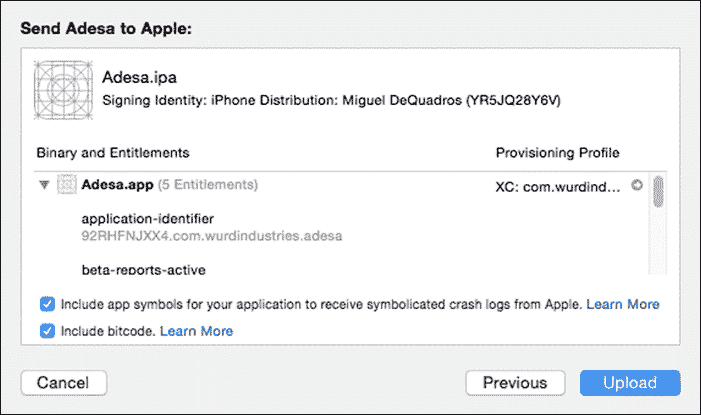 Send Adesa to Apple:
Adesa.ipa
Signing Identity: iPhone Distribution: Miguel DeQuadros (YR5JQ28Y6V)
Binary and Entitlements Provisioning Profile
Adesa.app (5 Entitlements) XC: com.wurdind...
application-identifier
92RHFNJXX4.com.wurdindustries.adesa
beta-reports-active
Include app symbols for your application to receive symbolicated crash logs from Apple. Learn More
Include bitcode. Learn More
Cancel Previous Upload